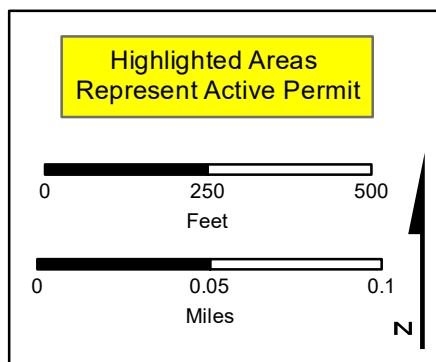 Highlighted Areas
Represent Active Permit
0 250 500
Feet
0 0.05 0.1
Miles
N